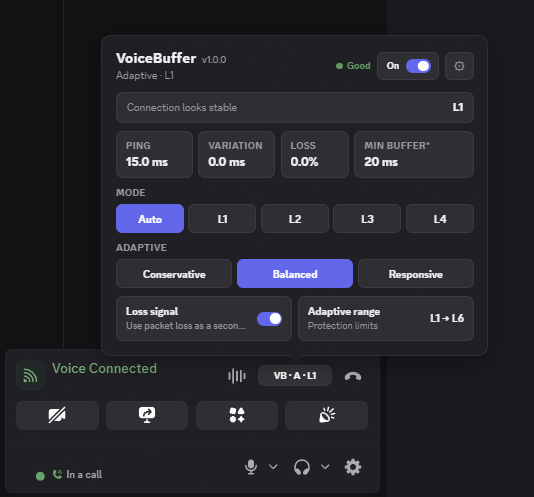 VoiceBuffer v1.0.0
Adaptive · L1
Good
On
Connection looks stable
L1
PING
15.0 ms
VARIATION
0.0 ms
LOSS
0.0%
MIN BUFFER*
20 ms
MODE
Auto
L1
L2
L3
L4
ADAPTIVE
Conservative
Balanced
Responsive
Loss signal
Use packet loss as a secon...
Adaptive range
Protection limits
L1 → L6
Voice Connected
VB · A · L1
In a call